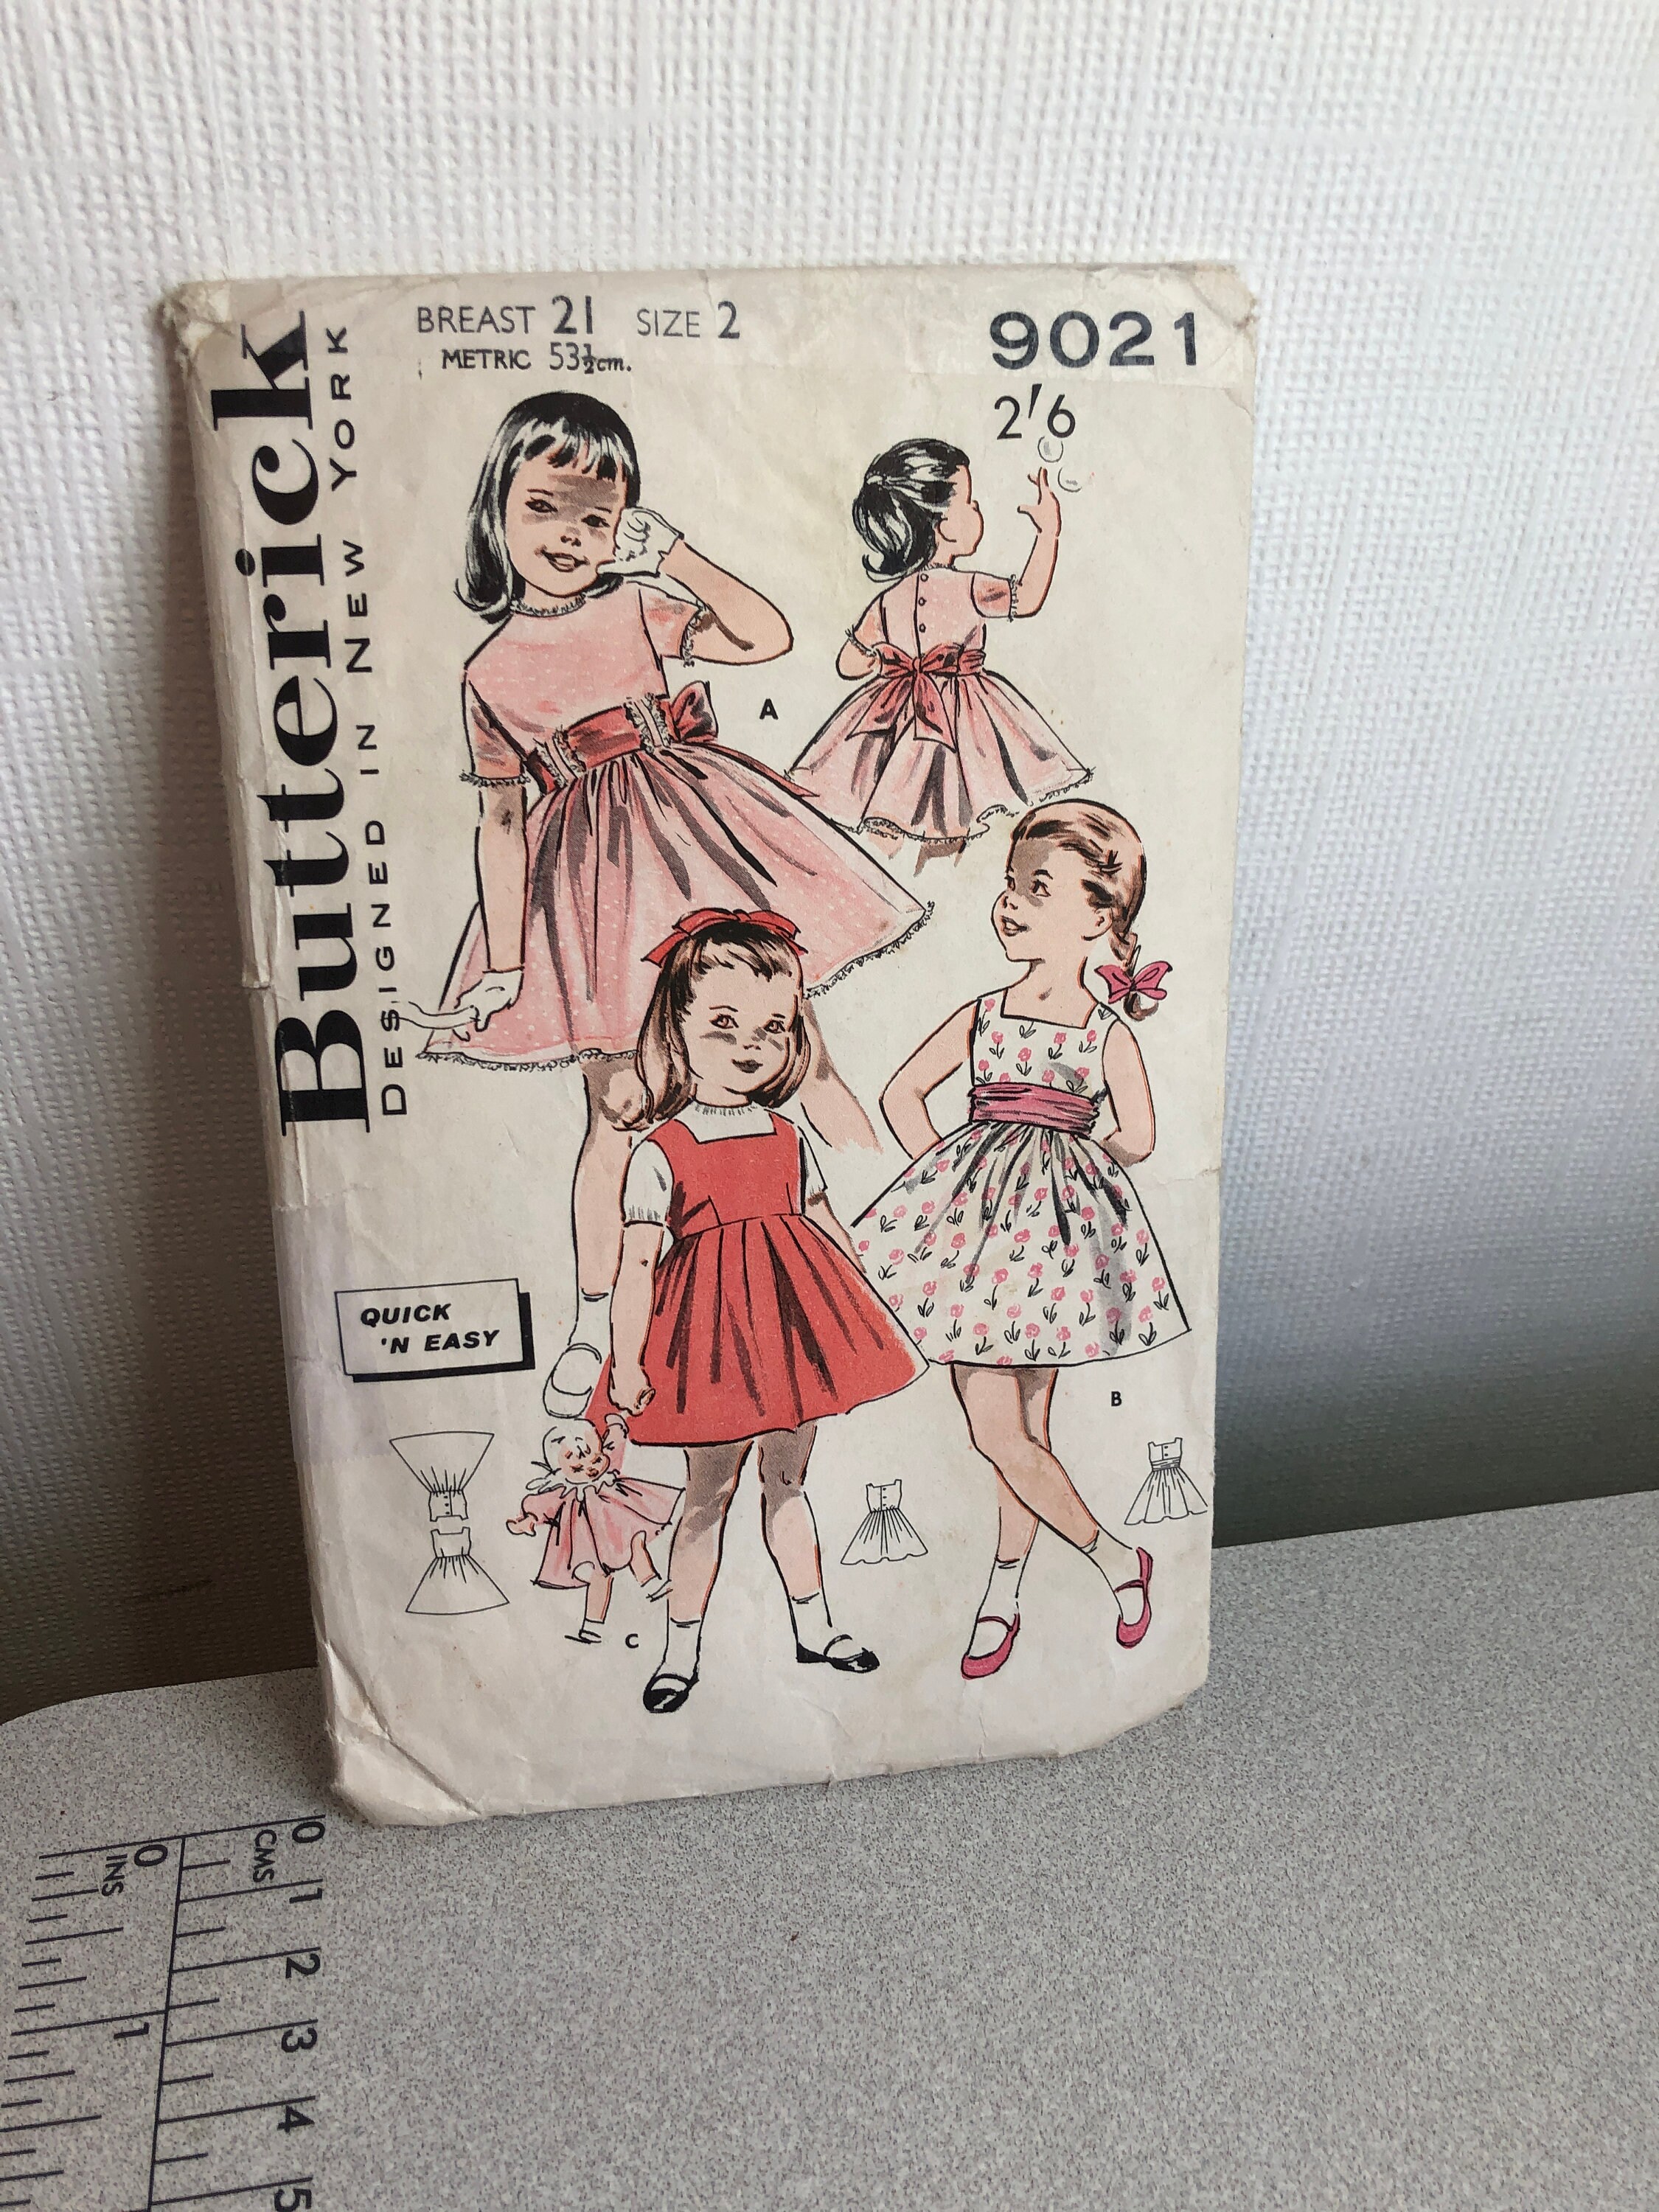 Butterick
DESIGNED IN NEW YORK
BREAST 21 SIZE 2
METRIC 53½cm.
9021
2'6
A
B
QUICK
'N EASY
C
0
CMS
1
2
3
4
5
0
INS
1